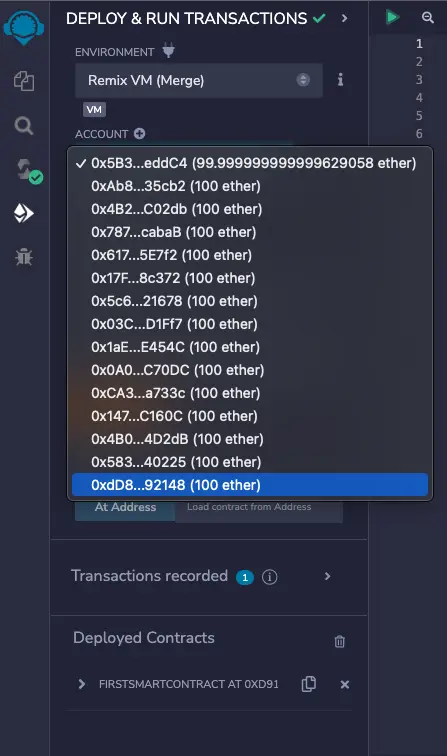 DEPLOY & RUN TRANSACTIONS
1
ENVIRONMENT
2
Remix VM (Merge)
3
4
VM
5
ACCOUNT
6
0x5B3...eddC4 (99.999999999999629058 ether)
0xAb8...35cb2 (100 ether)
0x4B2...C02db (100 ether)
0x787...cabaB (100 ether)
0x617...5E7f2 (100 ether)
0x17F...8c372 (100 ether)
0x5c6...21678 (100 ether)
0x03C...D1Ff7 (100 ether)
0x1aE...E454C (100 ether)
0x0A0...C70DC (100 ether)
0xCA3...a733c (100 ether)
0x147...C160C (100 ether)
0x4B0...4D2dB (100 ether)
0x583...40225 (100 ether)
0xdD8...92148 (100 ether)
At Address Load contract from Address
Transactions recorded 1
Deployed Contracts
FIRSTSMARTCONTRACT AT 0XD91